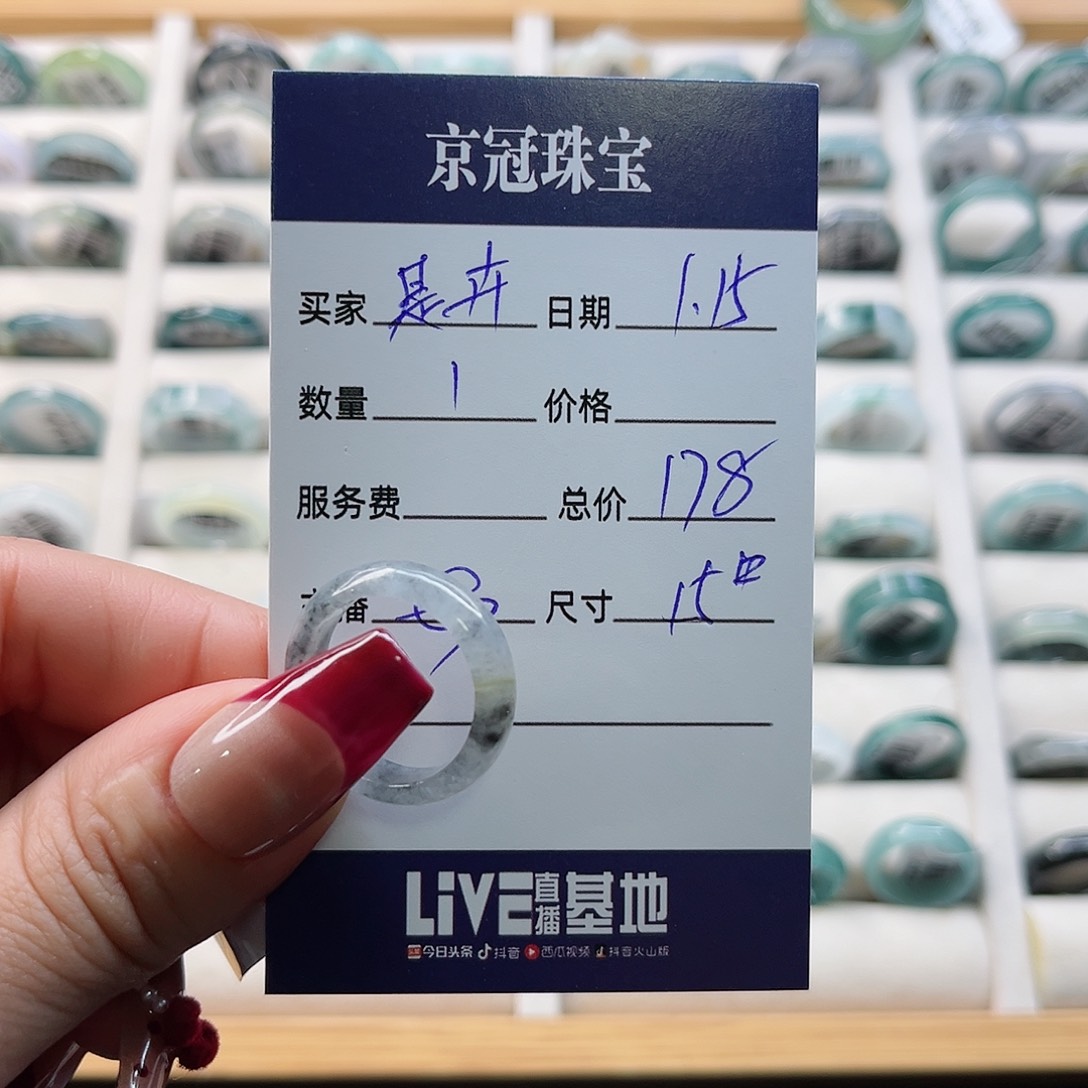 京冠珠宝
买家 是卉 日期 1.15
数量 1 价格
服务费 总价 178
播 尺寸 15
LiVE直播基地
今日头条 抖音 西瓜视频 抖音火山版